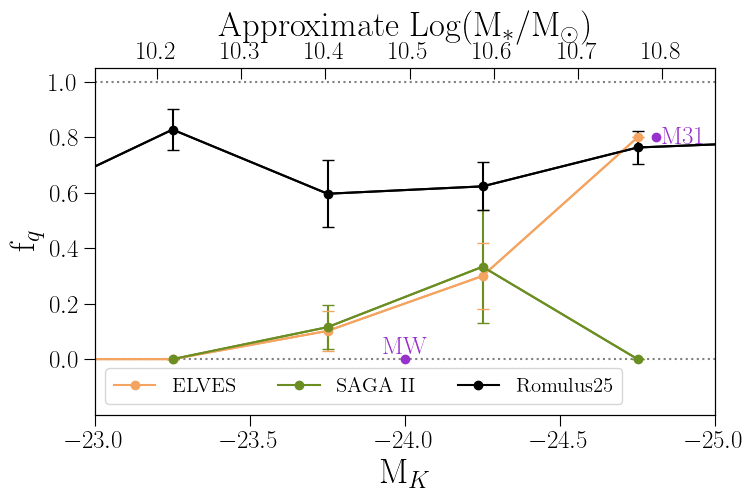 Approximate Log(M*/M☉)
10.2 10.3 10.4 10.5 10.6 10.7 10.8
1.0
0.8
0.6
0.4
0.2
0.0
f_q
M31
MW
ELVES SAGA II Romulus25
−23.0 −23.5 −24.0 −24.5 −25.0
M_K